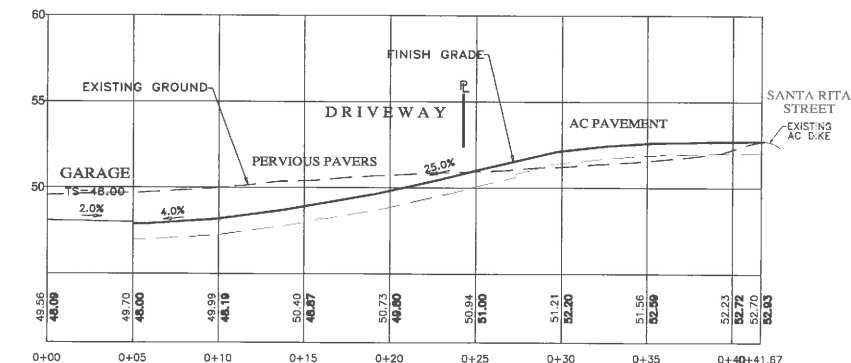 60
FINISH GRADE
EXISTING GROUND
P L
55
DRIVEWAY
SANTA RITA
STREET
AC PAVEMENT
EXISTING
AC DIKE
PERVIOUS PAVERS
GARAGE
25.0%
50
TS=48.00
2.0%
4.0%
49.56 49.70 49.99 50.40 50.73 50.94 51.21 51.56 52.23 52.70
48.09 48.00 48.19 48.87 49.80 51.00 52.20 52.59 52.72 52.93
0+00 0+05 0+10 0+15 0+20 0+25 0+30 0+35 0+40 0+41.67